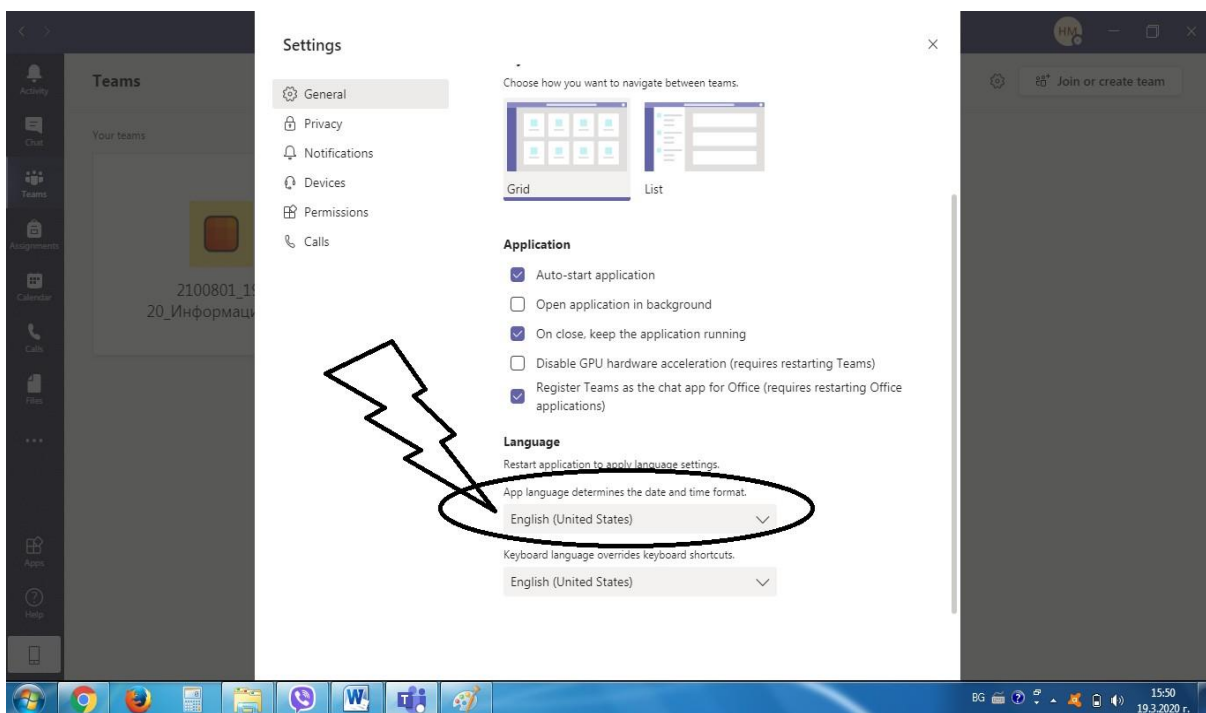 HM
Activity
Chat
Teams
Assignments
Calendar
Calls
Files
Apps
Help
Teams
Join or create team
Your teams
2100801_19
20_Информаци
Settings
General
Privacy
Notifications
Devices
Permissions
Calls
Choose how you want to navigate between teams.
Grid
List
Application
Auto-start application
Open application in background
On close, keep the application running
Disable GPU hardware acceleration (requires restarting Teams)
Register Teams as the chat app for Office (requires restarting Office
applications)
Language
Restart application to apply language settings.
App language determines the date and time format.
English (United States)
Keyboard language overrides keyboard shortcuts.
English (United States)
BG
15:50
19.3.2020 г.